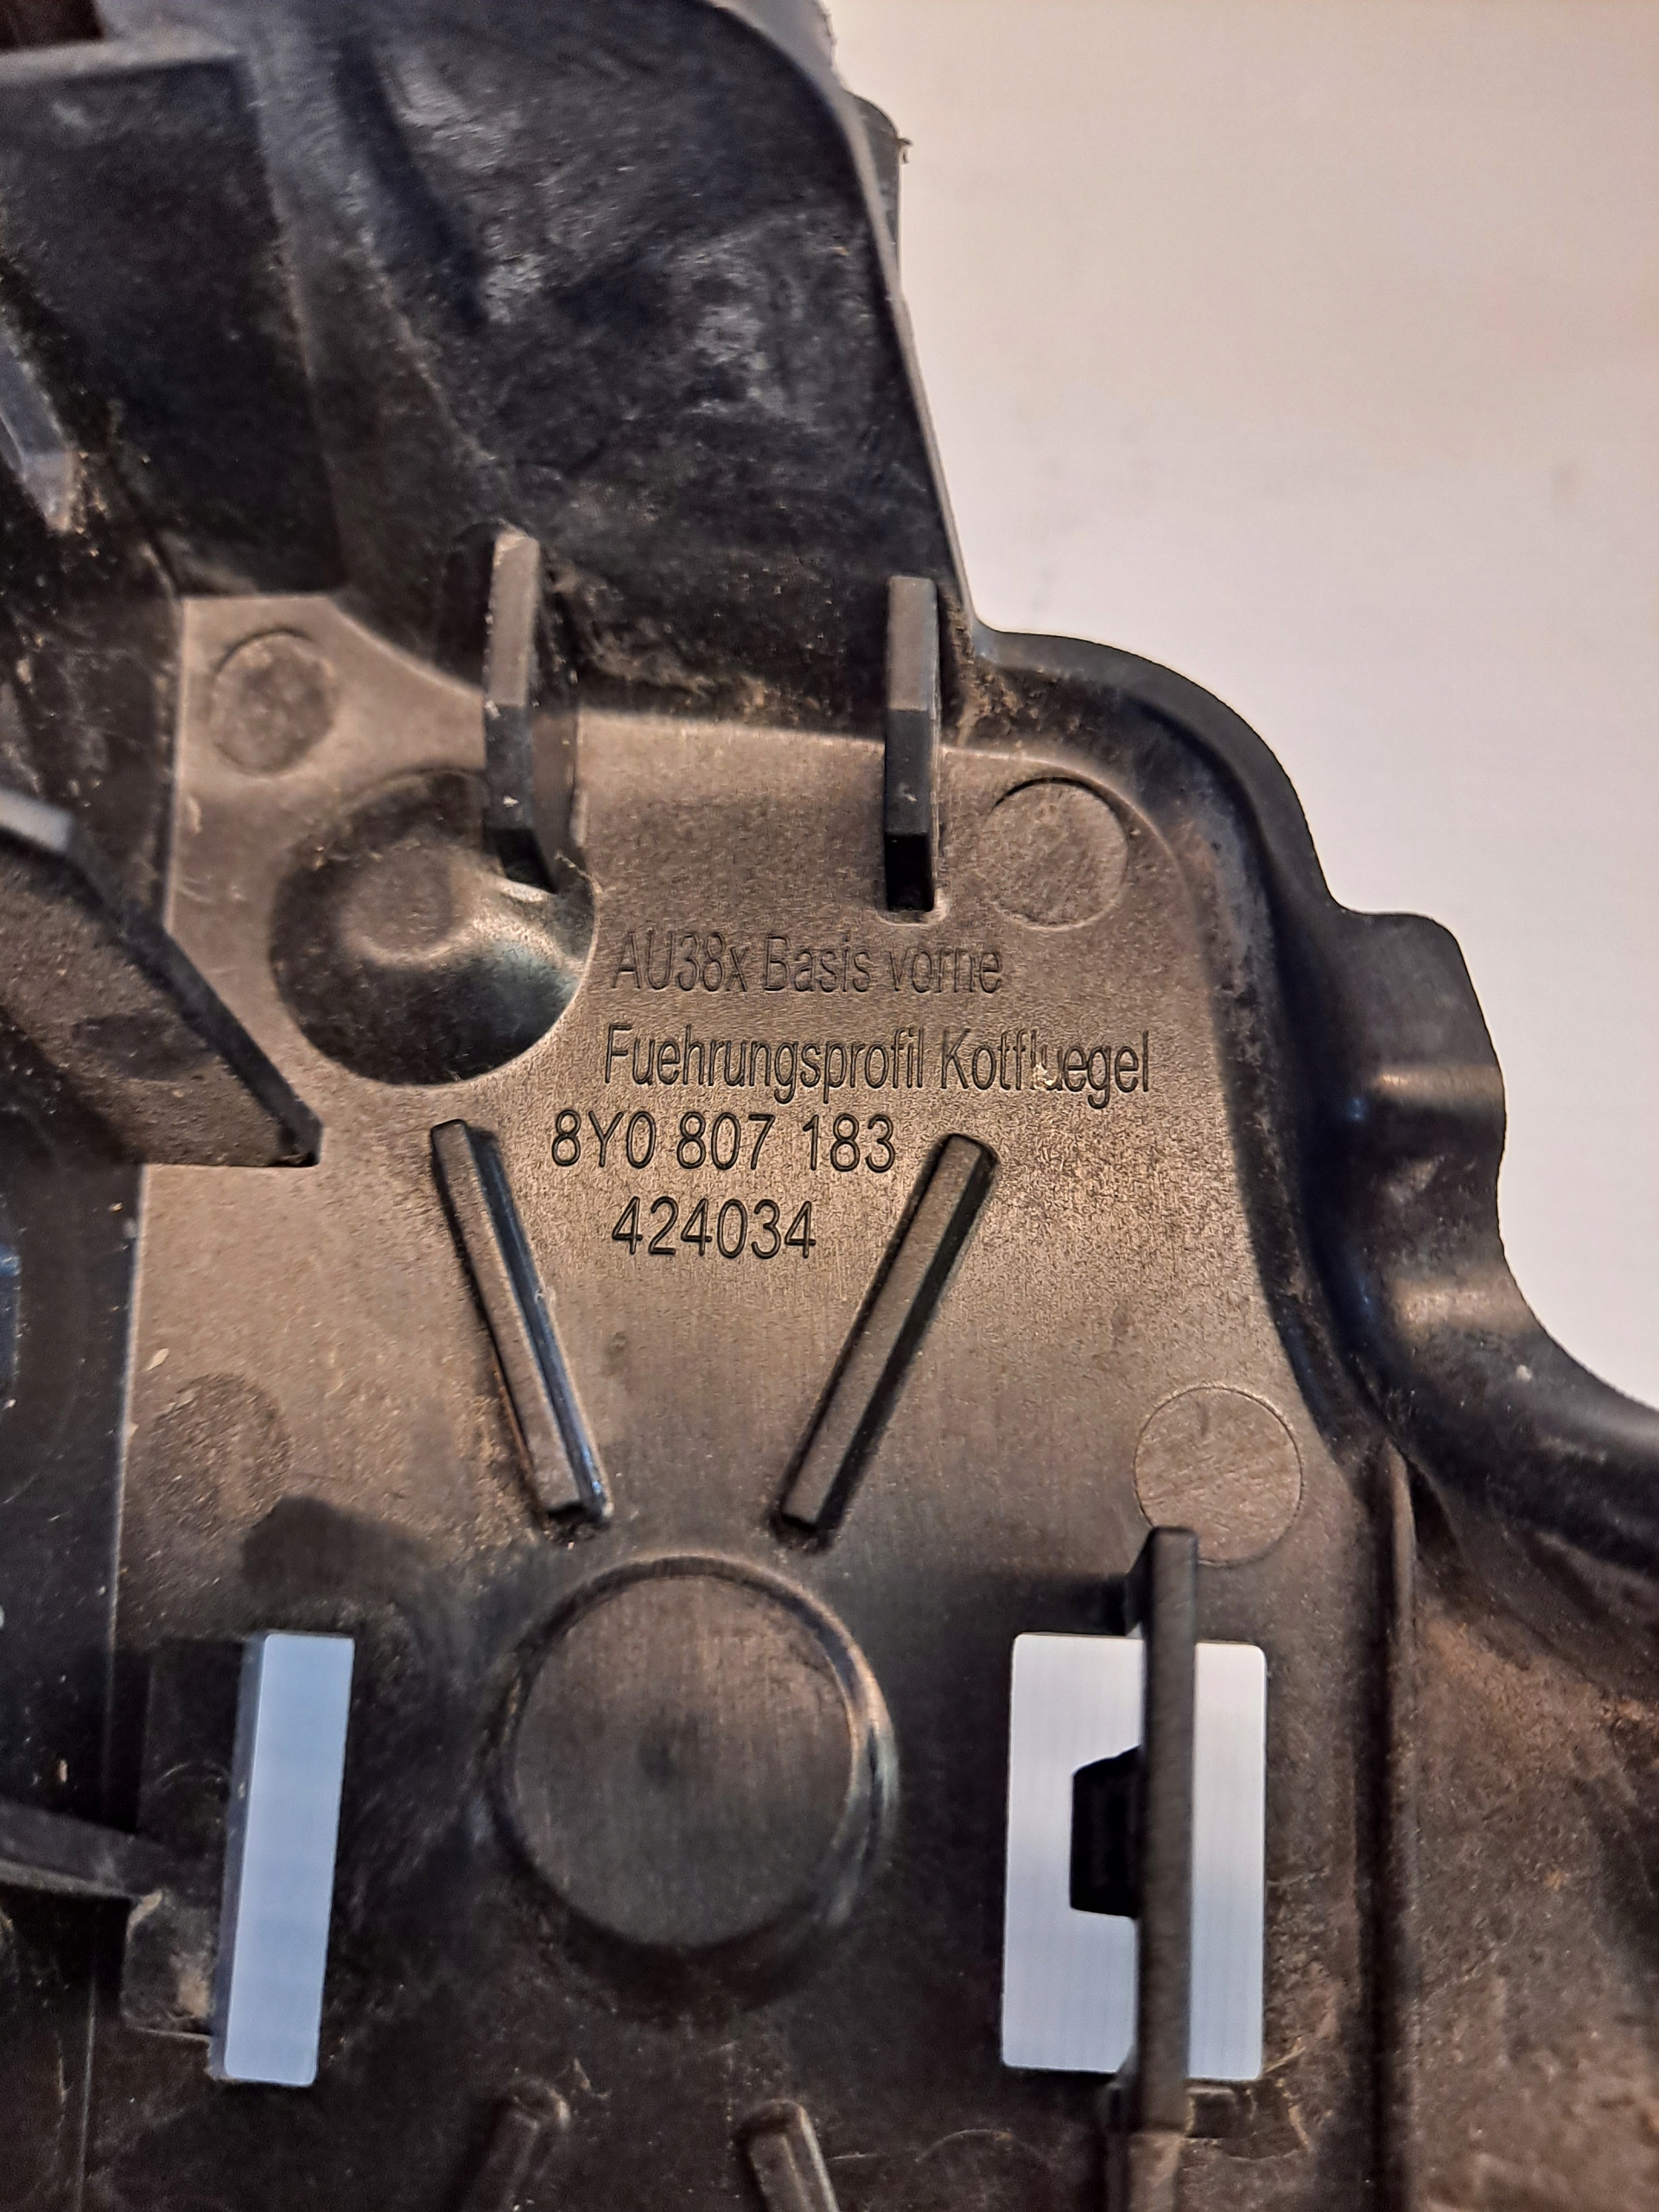 AU38x Basis vorne
Fuehrungsprofil Kotfluegel
8Y0 807 183
424034